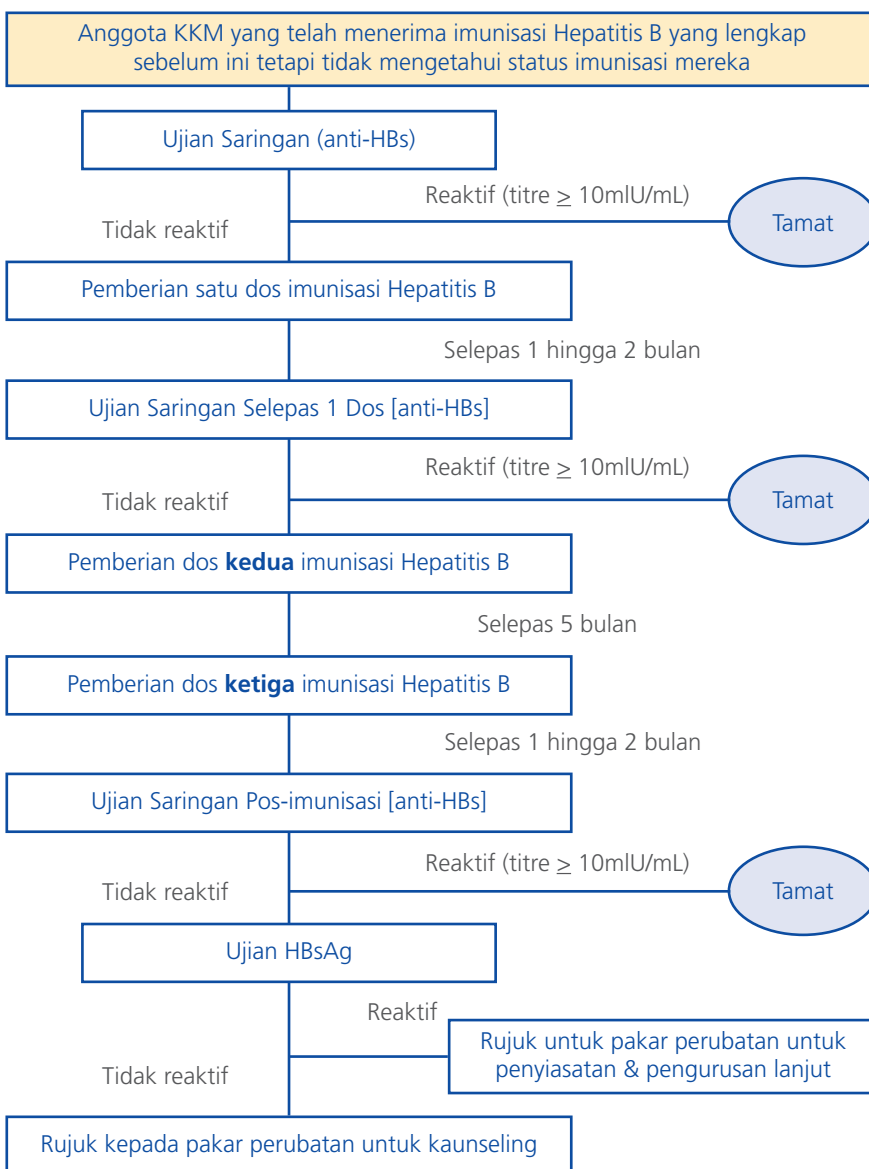 Anggota KKM yang telah menerima imunisasi Hepatitis B yang lengkap
sebelum ini tetapi tidak mengetahui status imunisasi mereka
Ujian Saringan (anti-HBs)
Reaktif (titre ≥ 10mlU/mL)
Tidak reaktif
Tamat
Pemberian satu dos imunisasi Hepatitis B
Selepas 1 hingga 2 bulan
Ujian Saringan Selepas 1 Dos [anti-HBs]
Reaktif (titre ≥ 10mlU/mL)
Tidak reaktif
Tamat
Pemberian dos kedua imunisasi Hepatitis B
Selepas 5 bulan
Pemberian dos ketiga imunisasi Hepatitis B
Selepas 1 hingga 2 bulan
Ujian Saringan Pos-imunisasi [anti-HBs]
Reaktif (titre ≥ 10mlU/mL)
Tidak reaktif
Tamat
Ujian HBsAg
Reaktif
Rujuk untuk pakar perubatan untuk
penyiasatan & pengurusan lanjut
Tidak reaktif
Rujuk kepada pakar perubatan untuk kaunseling